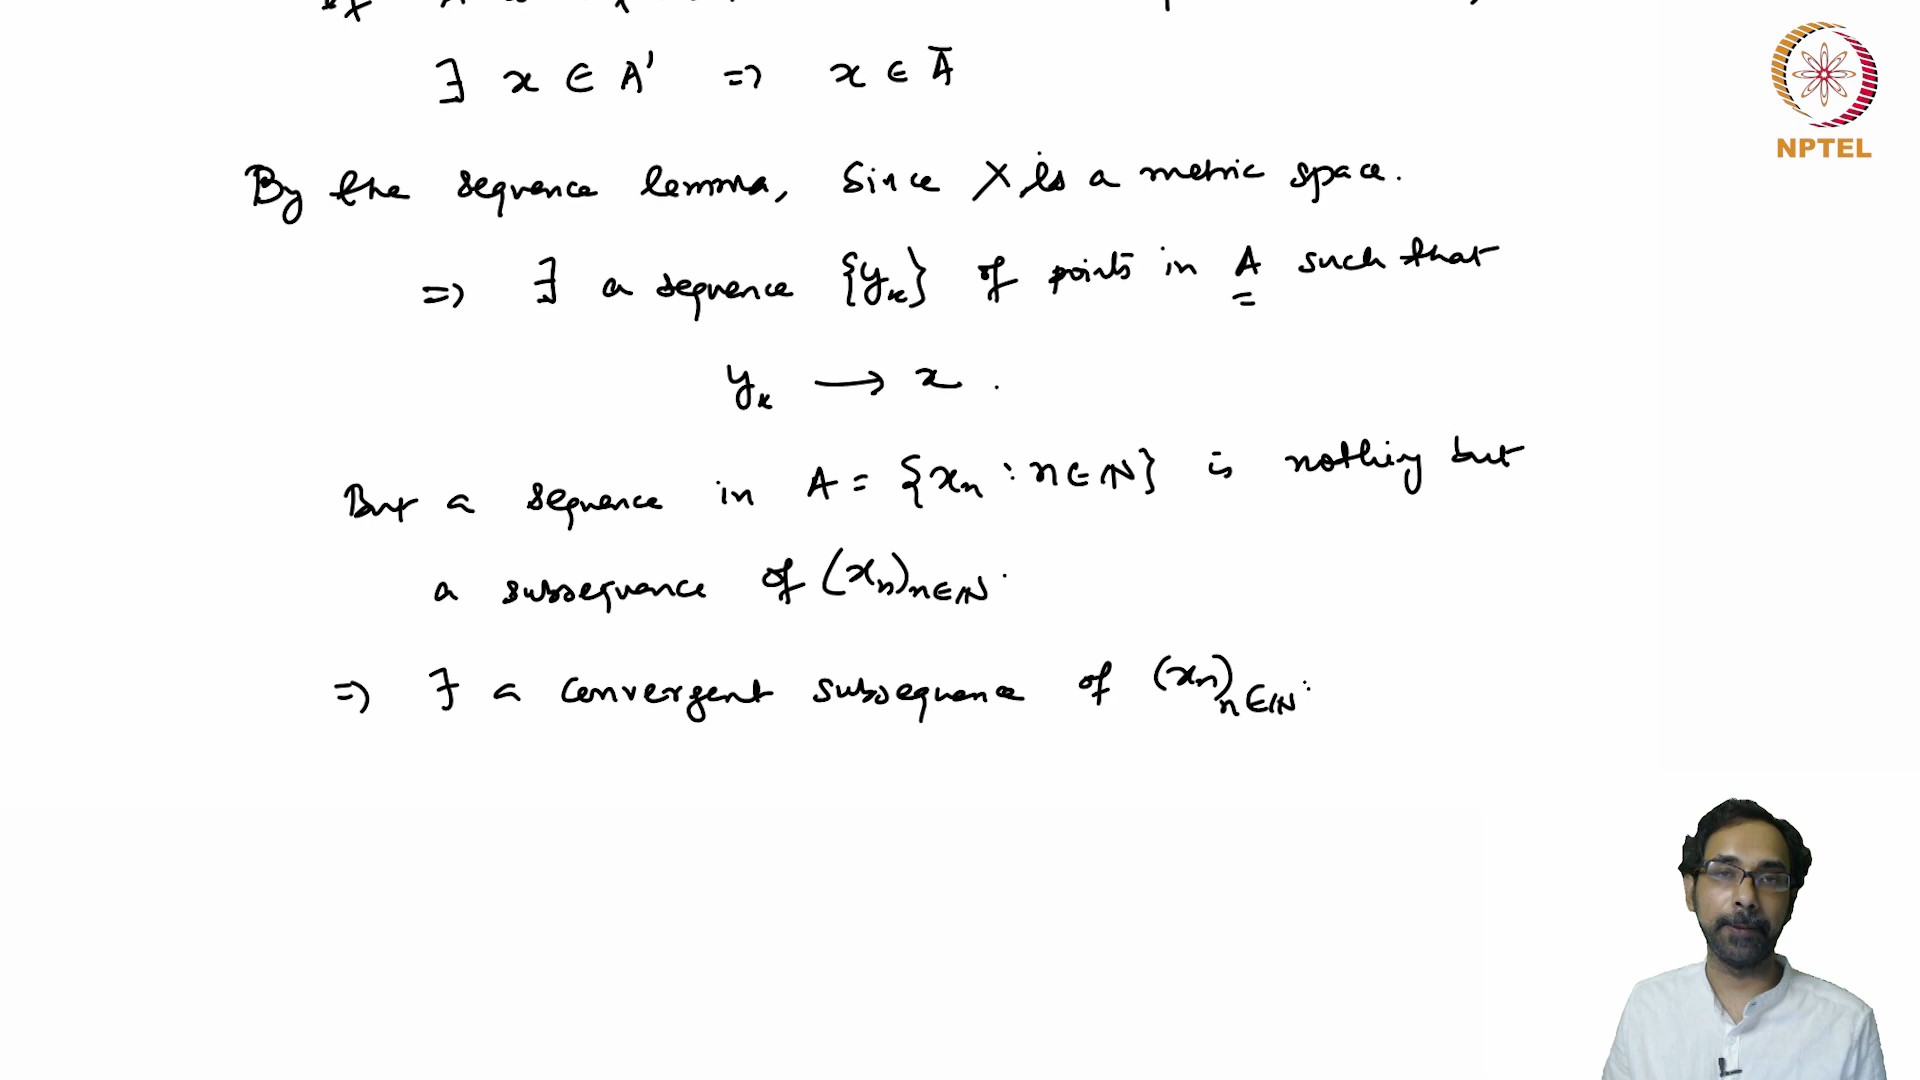 ∃ x ∈ A' => x ∈ Ā
NPTEL
By the sequence lemma, Since X is a metric space.
=> ∃ a sequence {yₖ} of points in A such that
yₖ → x .
But a sequence in A = {xₙ : n ∈ ℕ} is nothing but
a subsequence of (xₙ)n∈ℕ.
=> ∃ a convergent subsequence of (xₙ)n∈ℕ.